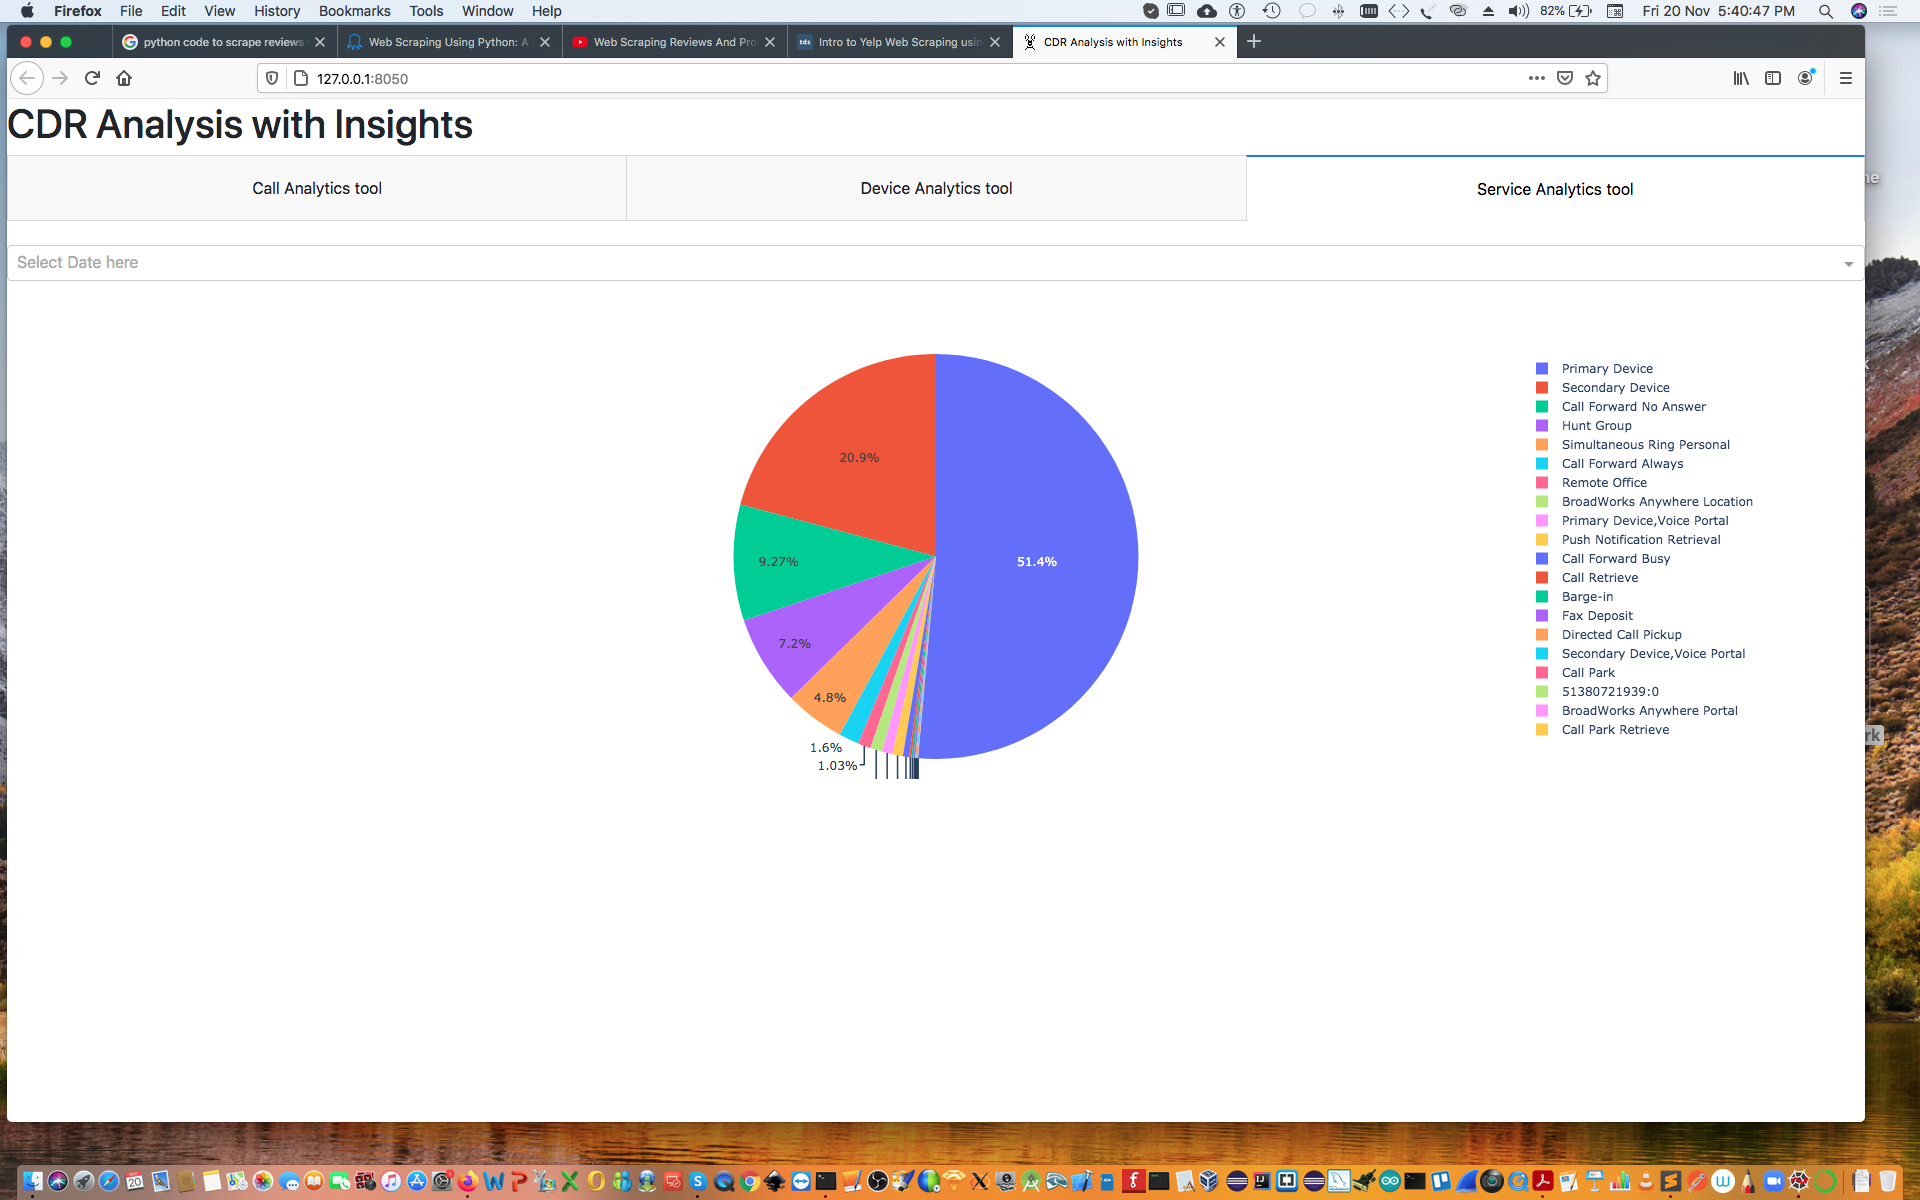 Firefox File Edit View History Bookmarks Tools Window Help 82% Fri 20 Nov 5:40:47 PM
python code to scrape reviews Web Scraping Using Python: A Web Scraping Reviews And Pro tds Intro to Yelp Web Scraping usin CDR Analysis with Insights
127.0.0.1:8050
CDR Analysis with Insights
Call Analytics tool Device Analytics tool Service Analytics tool
Select Date here
51.4%
20.9%
9.27%
7.2%
4.8%
1.6%
1.03%
Primary Device
Secondary Device
Call Forward No Answer
Hunt Group
Simultaneous Ring Personal
Call Forward Always
Remote Office
BroadWorks Anywhere Location
Primary Device,Voice Portal
Push Notification Retrieval
Call Forward Busy
Call Retrieve
Barge-in
Fax Deposit
Directed Call Pickup
Secondary Device,Voice Portal
Call Park
51380721939:0
BroadWorks Anywhere Portal
Call Park Retrieve